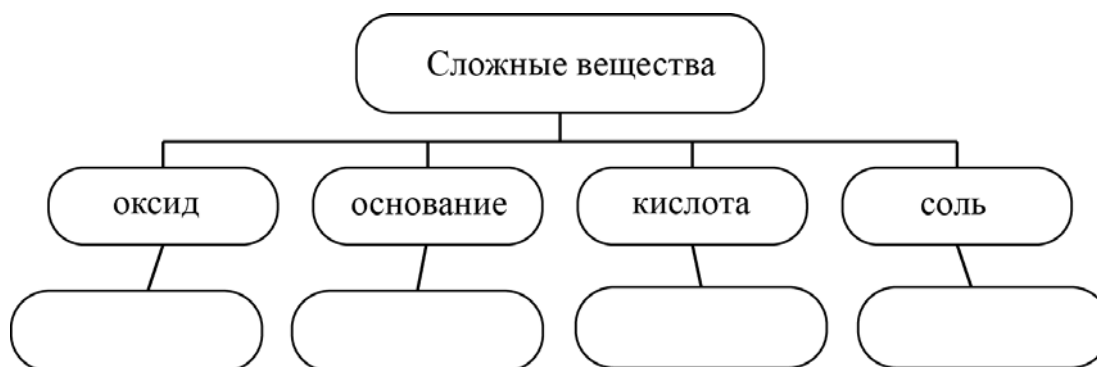 Сложные вещества
оксид
основание
кислота
соль